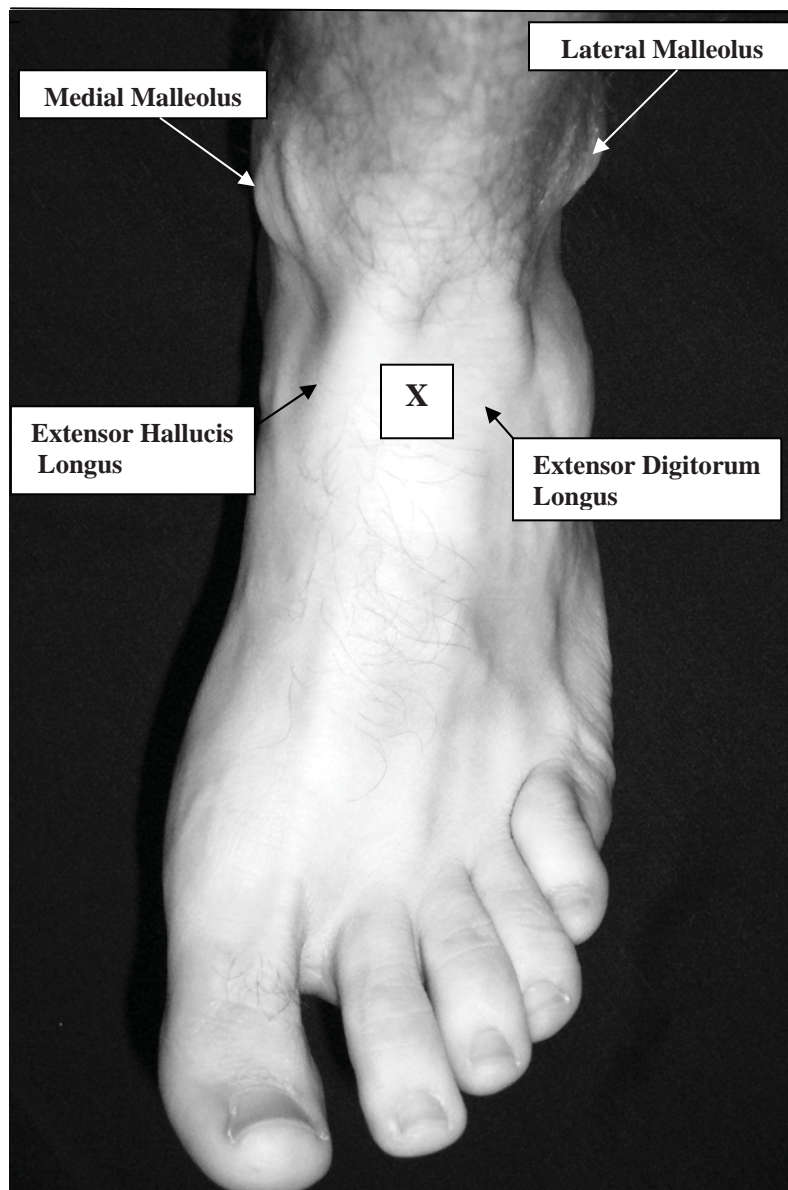 Lateral Malleolus
Medial Malleolus
X
Extensor Hallucis
Longus
Extensor Digitorum
Longus